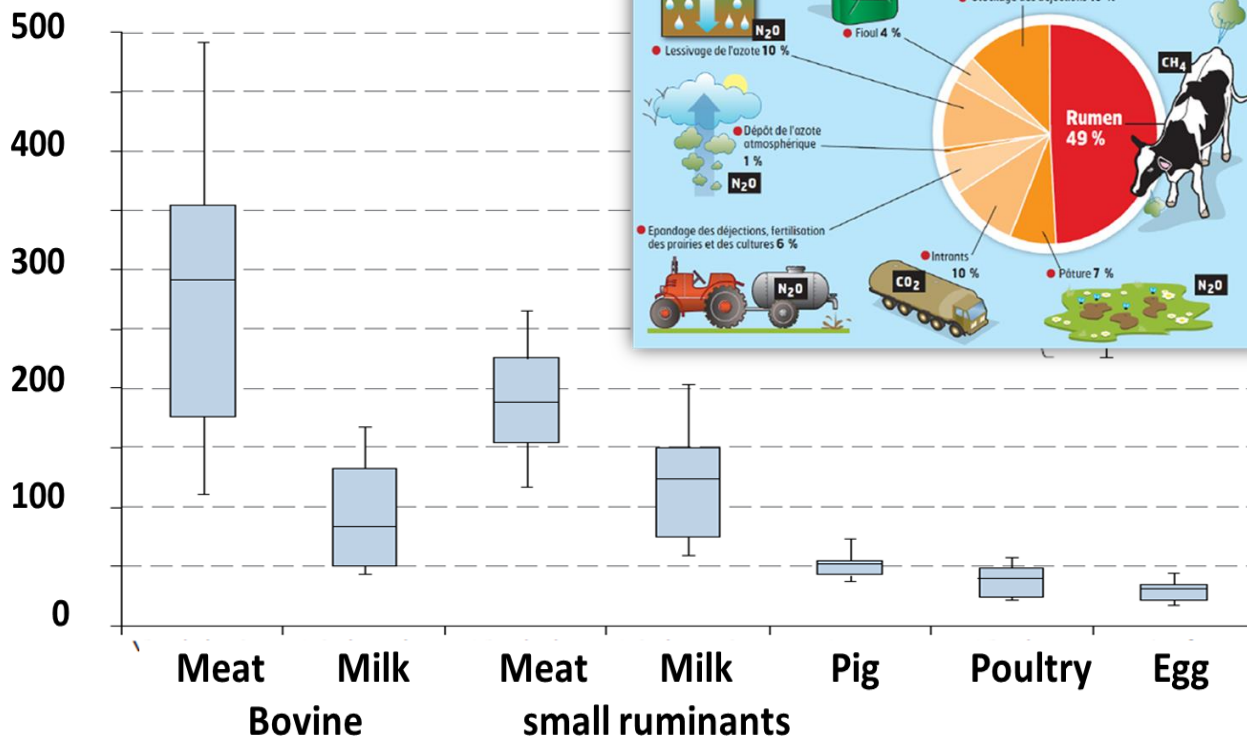 500
400
300
200
100
0
Meat
Milk
Meat
Milk
Pig
Poultry
Egg
Bovine
small ruminants
N₂O
Fioul 4 %
Lessivage de l'azote 10 %
CH₄
Rumen
49 %
Dépôt de l'azote
atmosphérique
1 %
N₂O
Epandage des déjections, fertilisation
des prairies et des cultures 6 %
N₂O
Intrants
10 %
CO₂
Pâture 7 %
N₂O